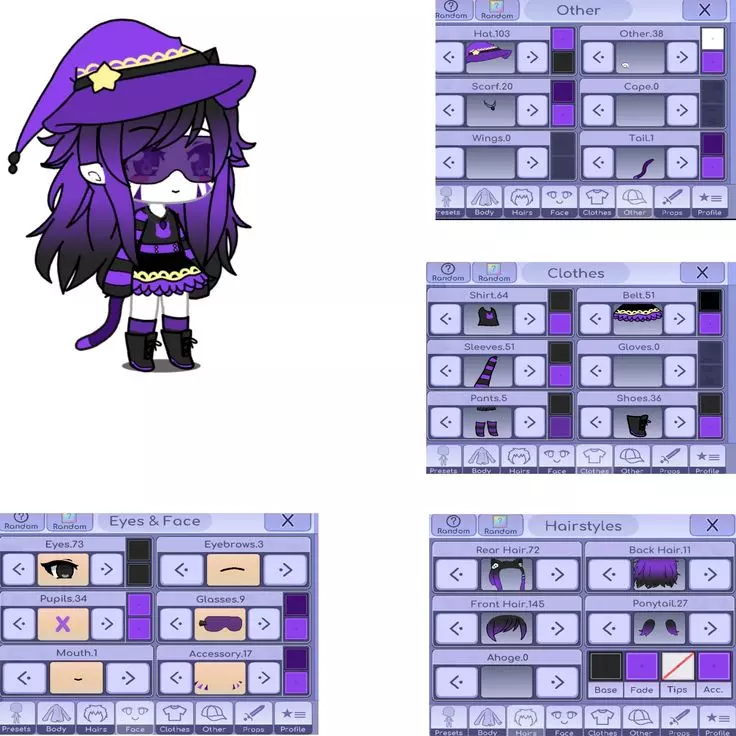 ? Random
? Random
Other
X
Hat.103
Other.38
Scarf.20
Cape.0
Wings.0
Tail.1
Presets
Body
Hairs
Face
Clothes
Other
Props
Profile
? Random
? Random
Clothes
X
Shirt.64
Belt.51
Sleeves.51
Gloves.0
Pants.5
Shoes.36
Presets
Body
Hairs
Face
Clothes
Other
Props
Profile
? Random
? Random
Eyes & Face
X
Eyes.73
Eyebrows.3
Pupils.34
Glasses.9
Mouth.1
Accessory.17
Presets
Body
Hairs
Face
Clothes
Other
Props
Profile
? Random
? Random
Hairstyles
X
Rear Hair.72
Back Hair.11
Front Hair.145
Ponytail.27
Ahoge.0
Base
Fade
Tips
Acc.
Presets
Body
Hairs
Face
Clothes
Other
Props
Profile